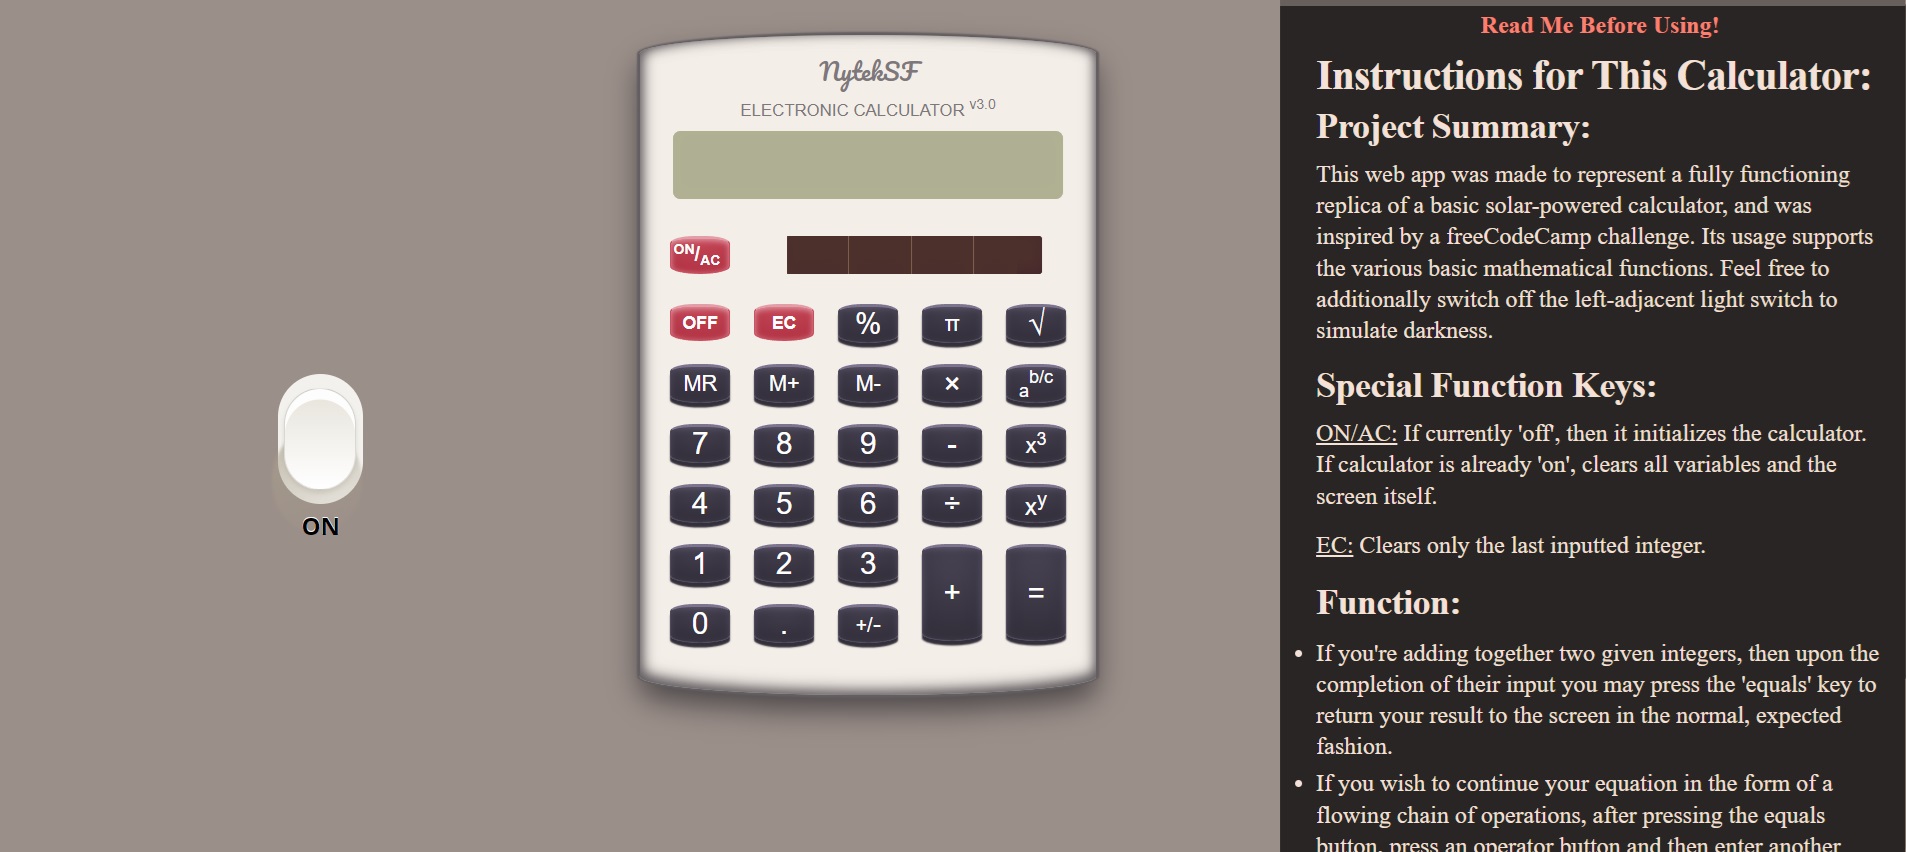 NytekSF
ELECTRONIC CALCULATOR v3.0
ON/AC
OFF EC % π √
MR M+ M- × a b/c
7 8 9 - x³
4 5 6 ÷ xʸ
1 2 3 + =
0 . +/−
ON
Read Me Before Using!
Instructions for This Calculator:
Project Summary:
This web app was made to represent a fully functioning
replica of a basic solar-powered calculator, and was
inspired by a freeCodeCamp challenge. Its usage supports
the various basic mathematical functions. Feel free to
additionally switch off the left-adjacent light switch to
simulate darkness.
Special Function Keys:
ON/AC: If currently 'off', then it initializes the calculator.
If calculator is already 'on', clears all variables and the
screen itself.
EC: Clears only the last inputted integer.
Function:
• If you're adding together two given integers, then upon the
completion of their input you may press the 'equals' key to
return your result to the screen in the normal, expected
fashion.
• If you wish to continue your equation in the form of a
flowing chain of operations, after pressing the equals
button, press an operator button and then enter another